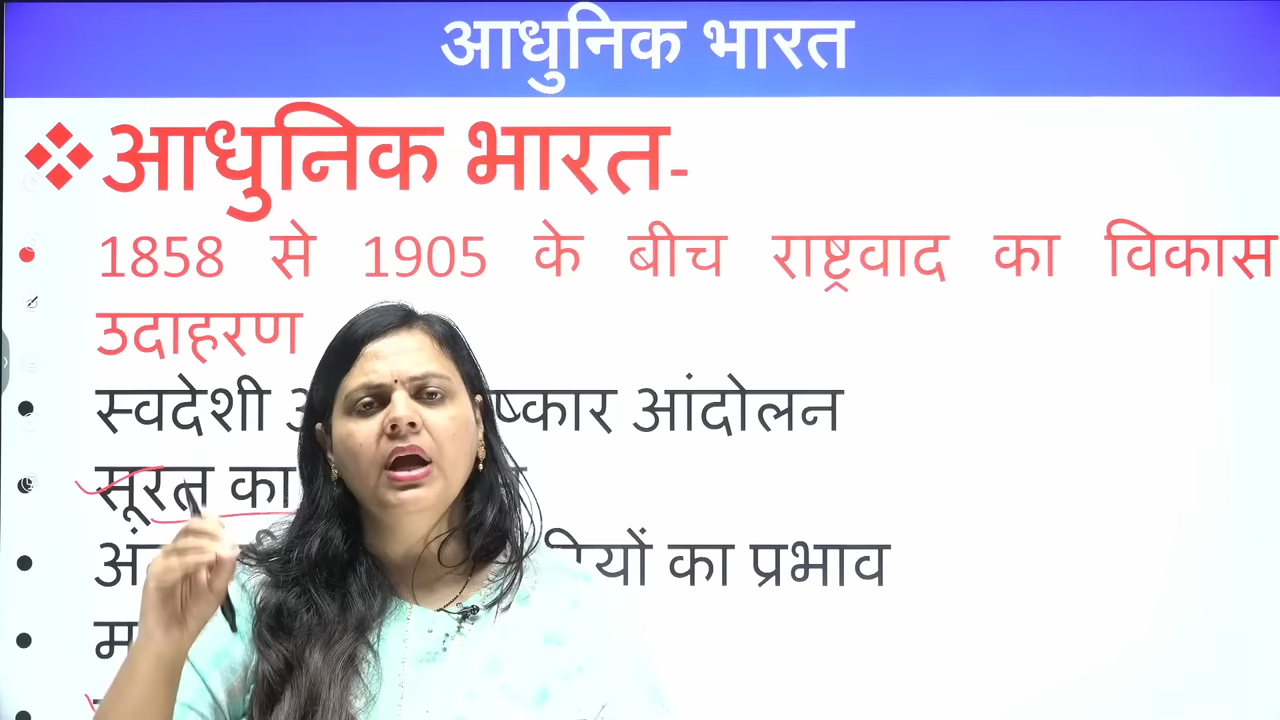 आधुनिक भारत
आधुनिक भारत-
1858 से 1905 के बीच राष्ट्रवाद का विकास
उदाहरण
स्वदेशी आंदोलन
सूरत का
का प्रभाव